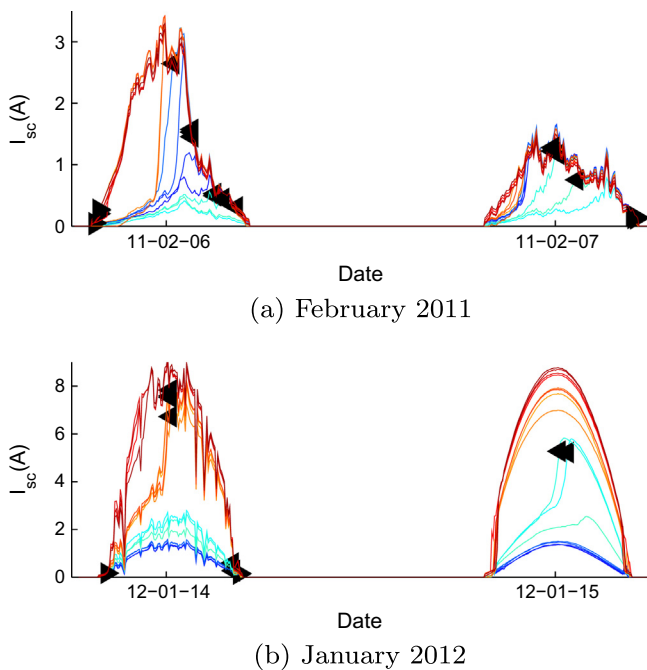 3
2
1
0
I_sc(A)
11−02−06
11−02−07
Date
(a) February 2011
8
6
4
2
0
I_sc(A)
12−01−14
12−01−15
Date
(b) January 2012